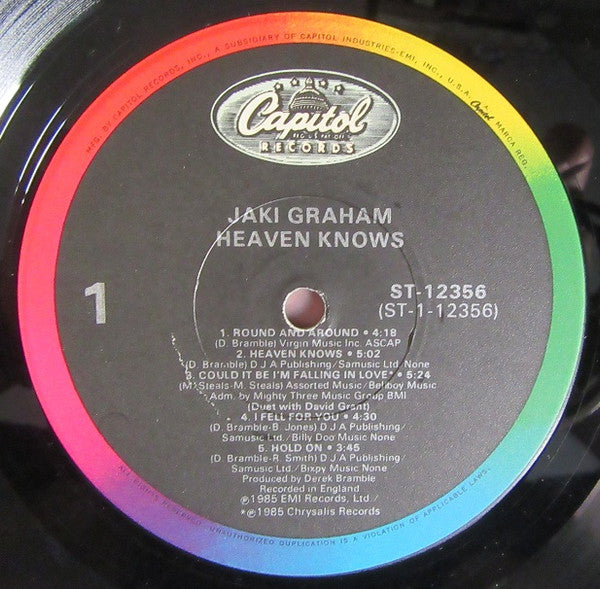 MFG. BY CAPITOL RECORDS, INC., A SUBSIDIARY OF CAPITOL INDUSTRIES-EMI, INC., U.S.A. Capitol MARCA REG.
Capitol
RECORDS
JAKI GRAHAM
HEAVEN KNOWS
1
ST-12356
(ST-1-12356)
1. ROUND AND AROUND • 4:18
(D. Bramble) Virgin Music Inc. ASCAP
2. HEAVEN KNOWS • 5:02
(D. Bramble) D J A Publishing/Samusic Ltd. None
3. COULD IT BE I'M FALLING IN LOVE* • 5:24
(M. Steals-M. Steals) Assorted Music/Bellboy Music
Adm. by Mighty Three Music Group BMI
(Duet with David Grant)
4. I FELL FOR YOU • 4:30
(D. Bramble-B. Jones) D J A Publishing/
Samusic Ltd./Billy Doo Music None
5. HOLD ON • 3:45
(D. Bramble-R. Smith) D J A Publishing/
Samusic Ltd./Bixpy Music None
Produced by Derek Bramble
Recorded in England
℗1985 EMI Records, Ltd./
*℗1985 Chrysalis Records
ALL RIGHTS RESERVED. UNAUTHORIZED DUPLICATION IS A VIOLATION OF APPLICABLE LAWS.